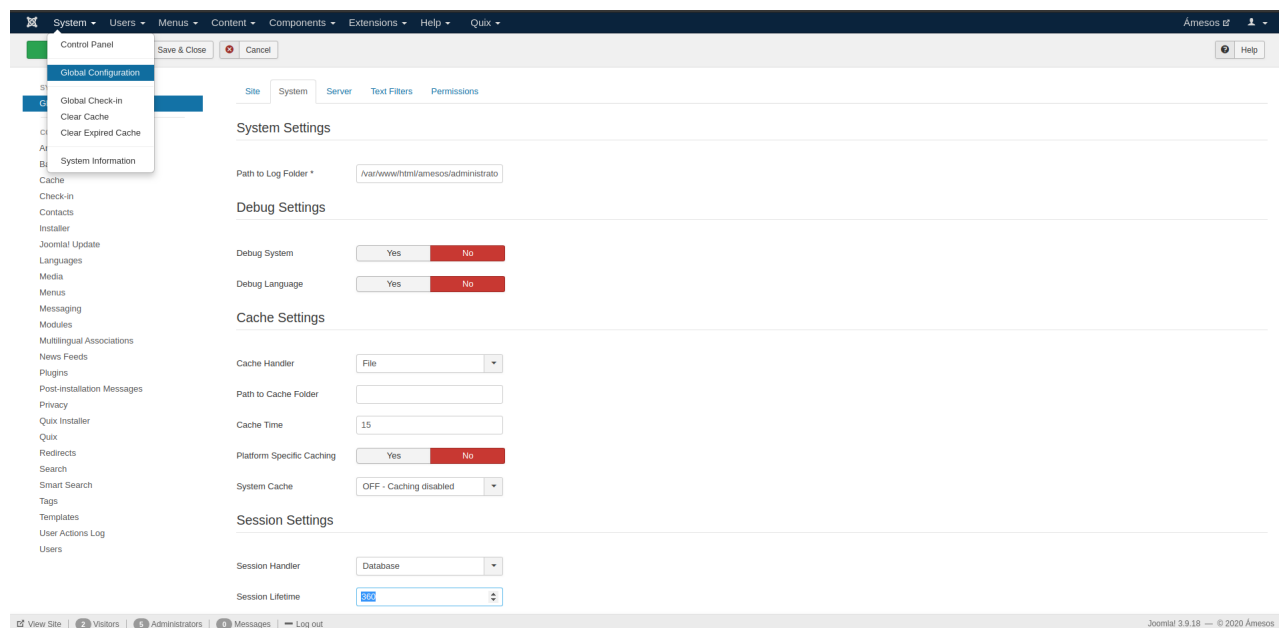 System Users Menus Content Components Extensions Help Quix Ámesos
Control Panel
Global Configuration
Global Check-in
Clear Cache
Clear Expired Cache
System Information
Save & Close Cancel Help
Cache
Check-in
Contacts
Installer
Joomla! Update
Languages
Media
Menus
Messaging
Modules
Multilingual Associations
News Feeds
Plugins
Post-installation Messages
Privacy
Quix Installer
Quix
Redirects
Search
Smart Search
Tags
Templates
User Actions Log
Users
Site System Server Text Filters Permissions
System Settings
Path to Log Folder * /var/www/html/amesos/administrato
Debug Settings
Debug System Yes No
Debug Language Yes No
Cache Settings
Cache Handler File
Path to Cache Folder
Cache Time 15
Platform Specific Caching Yes No
System Cache OFF - Caching disabled
Session Settings
Session Handler Database
Session Lifetime 360
View Site | 2 Visitors | 5 Administrators | 0 Messages | Log out Joomla! 3.9.18 — © 2020 Ámesos